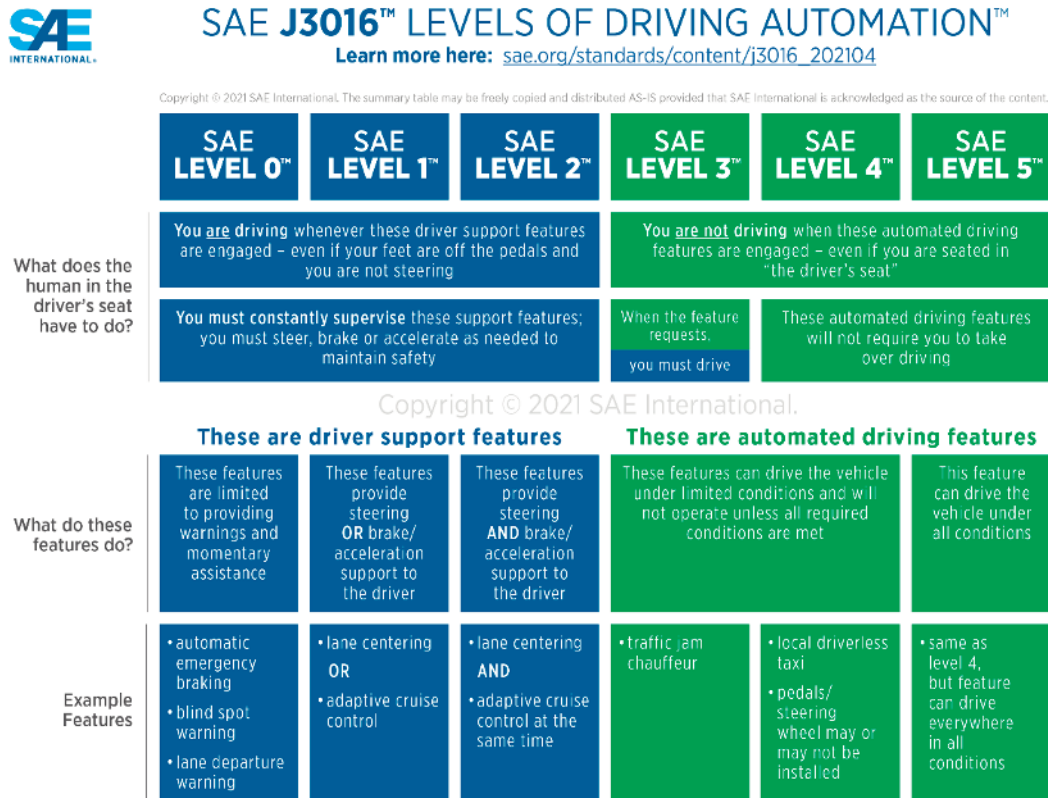 SAE
INTERNATIONAL®
SAE J3016™ LEVELS OF DRIVING AUTOMATION™
Learn more here: sae.org/standards/content/j3016_202104
Copyright © 2021 SAE International. The summary table may be freely copied and distributed AS-IS provided that SAE International is acknowledged as the source of the content.
SAE
LEVEL 0™
SAE
LEVEL 1™
SAE
LEVEL 2™
SAE
LEVEL 3™
SAE
LEVEL 4™
SAE
LEVEL 5™
What does the
human in the
driver's seat
have to do?
You are driving whenever these driver support features
are engaged – even if your feet are off the pedals and
you are not steering
You are not driving when these automated driving
features are engaged – even if you are seated in
"the driver's seat"
You must constantly supervise these support features;
you must steer, brake or accelerate as needed to
maintain safety
When the feature
requests,
you must drive
These automated driving features
will not require you to take
over driving
Copyright © 2021 SAE International.
These are driver support features
These are automated driving features
What do these
features do?
These features
are limited
to providing
warnings and
momentary
assistance
These features
provide
steering
OR brake/
acceleration
support to
the driver
These features
provide
steering
AND brake/
acceleration
support to
the driver
These features can drive the vehicle
under limited conditions and will
not operate unless all required
conditions are met
This feature
can drive the
vehicle under
all conditions
Example
Features
• automatic
emergency
braking
• blind spot
warning
• lane departure
warning
• lane centering
OR
• adaptive cruise
control
• lane centering
AND
• adaptive cruise
control at the
same time
• traffic jam
chauffeur
• local driverless
taxi
• pedals/
steering
wheel may or
may not be
installed
• same as
level 4,
but feature
can drive
everywhere
in all
conditions